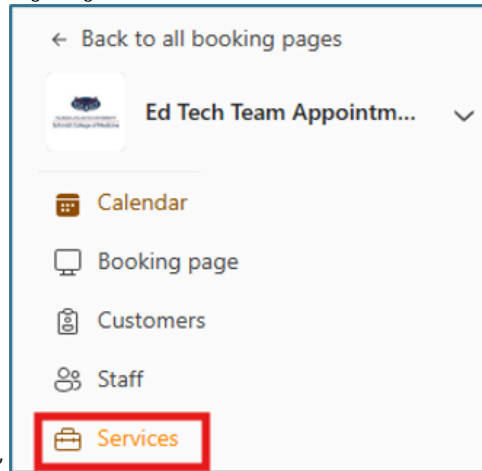 ← Back to all booking pages
Ed Tech Team Appointm...
Calendar
Booking page
Customers
Staff
Services